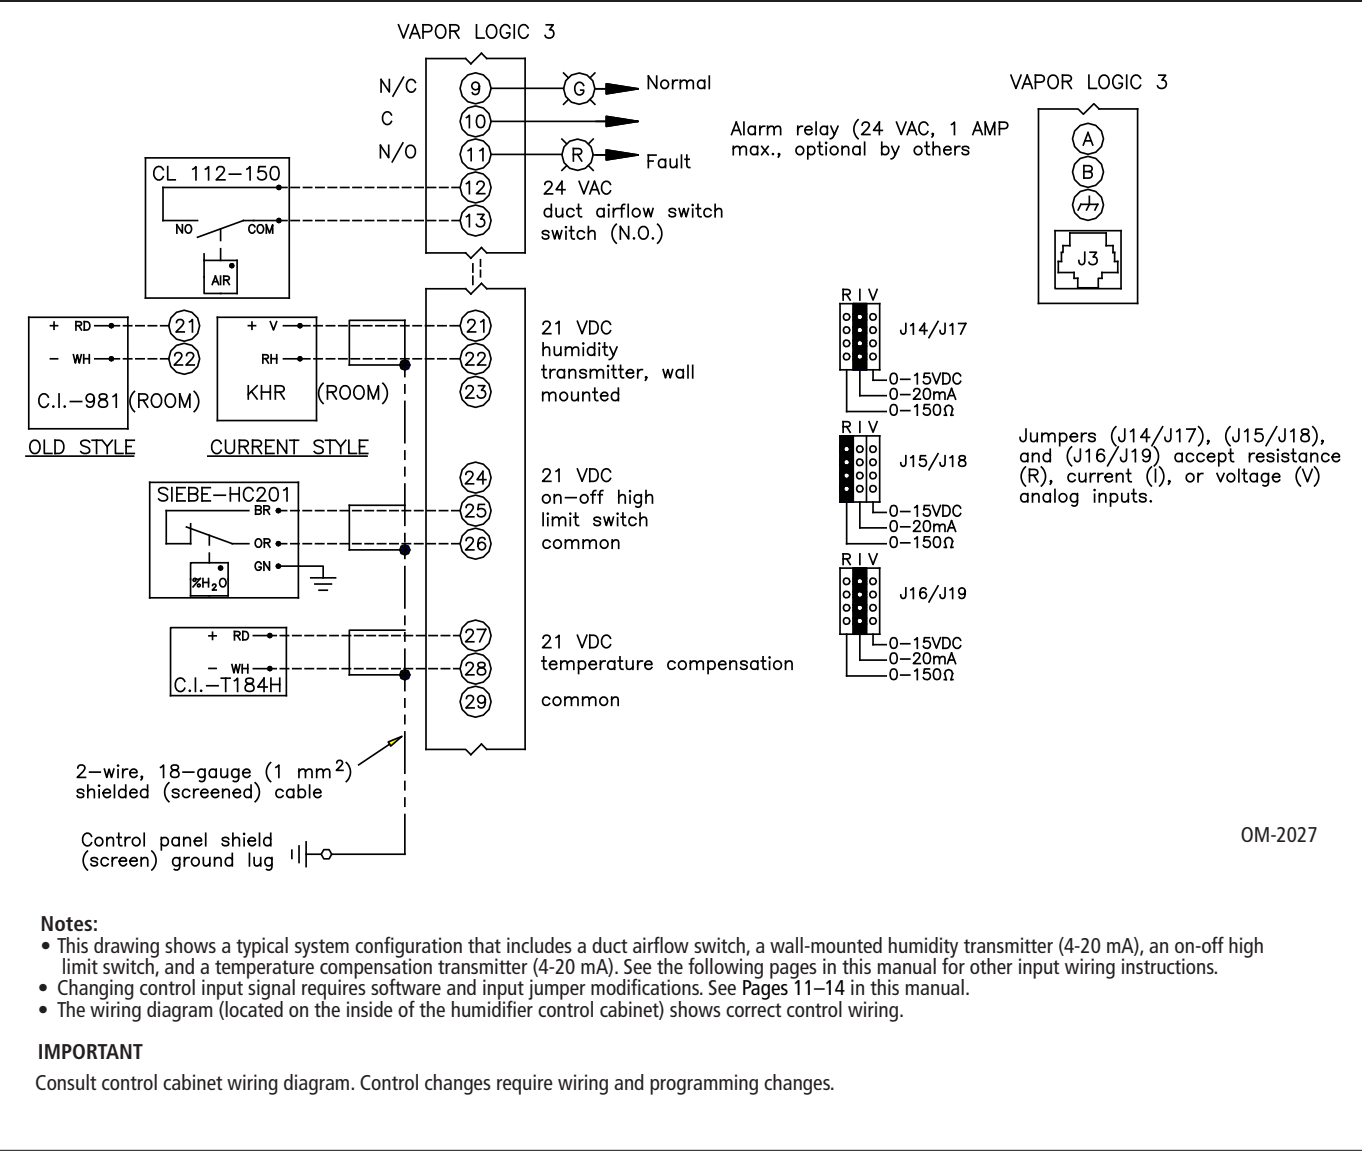 VAPOR LOGIC 3
N/C
9
G
Normal
C
10
N/O
11
R
Fault
Alarm relay (24 VAC, 1 AMP
max., optional by others
VAPOR LOGIC 3
A
B
J3
CL 112-150
NO
COM
AIR
12
13
24 VAC
duct airflow switch
switch (N.O.)
+ RD
21
- WH
22
C.I.-981 (ROOM)
OLD STYLE
+ V
RH
KHR (ROOM)
CURRENT STYLE
21
22
23
21 VDC
humidity
transmitter, wall
mounted
R I V
J14/J17
0-15VDC
0-20mA
0-150Ω
R I V
J15/J18
0-15VDC
0-20mA
0-150Ω
R I V
J16/J19
0-15VDC
0-20mA
0-150Ω
Jumpers (J14/J17), (J15/J18),
and (J16/J19) accept resistance
(R), current (I), or voltage (V)
analog inputs.
SIEBE-HC201
BR
OR
GN
%H2O
24
25
26
21 VDC
on-off high
limit switch
common
+ RD
- WH
C.I.-T184H
27
28
29
21 VDC
temperature compensation
common
2-wire, 18-gauge (1 mm2)
shielded (screened) cable
Control panel shield
(screen) ground lug
OM-2027
Notes:
• This drawing shows a typical system configuration that includes a duct airflow switch, a wall-mounted humidity transmitter (4-20 mA), an on-off high
limit switch, and a temperature compensation transmitter (4-20 mA). See the following pages in this manual for other input wiring instructions.
• Changing control input signal requires software and input jumper modifications. See Pages 11–14 in this manual.
• The wiring diagram (located on the inside of the humidifier control cabinet) shows correct control wiring.
IMPORTANT
Consult control cabinet wiring diagram. Control changes require wiring and programming changes.